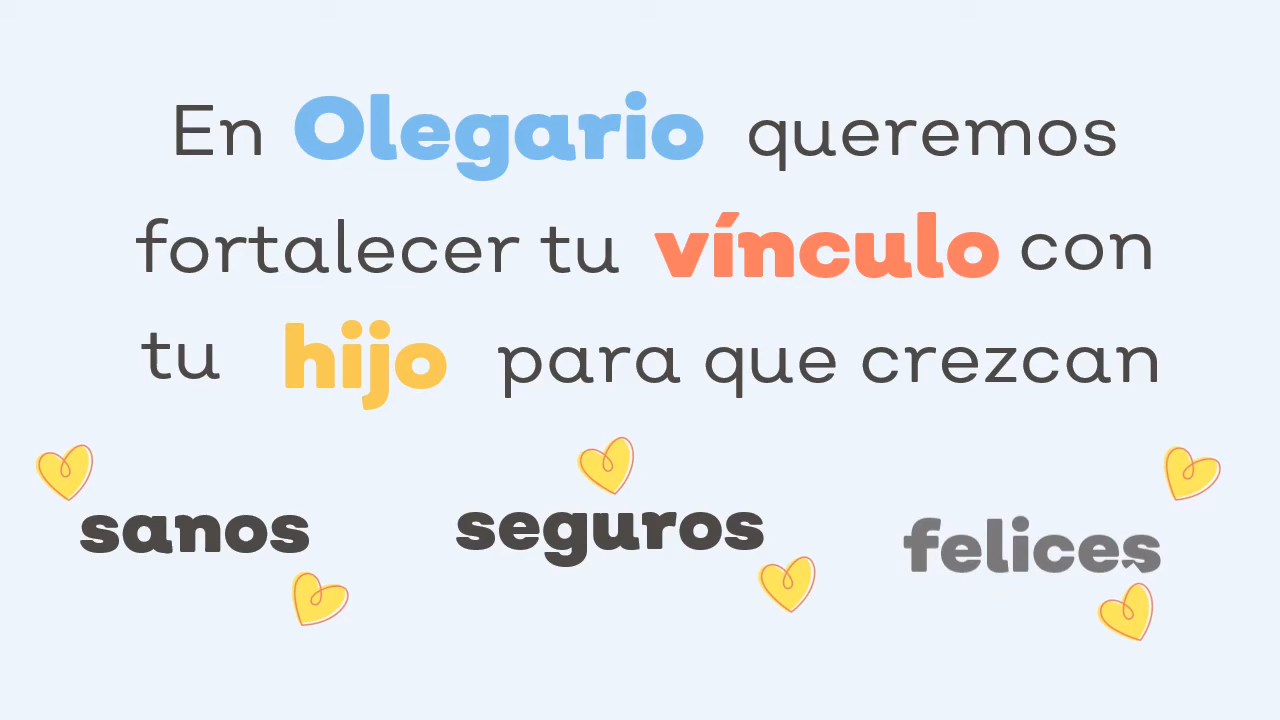 En Olegario queremos
fortalecer tu vínculo con
tu hijo para que crezcan
sanos seguros felices